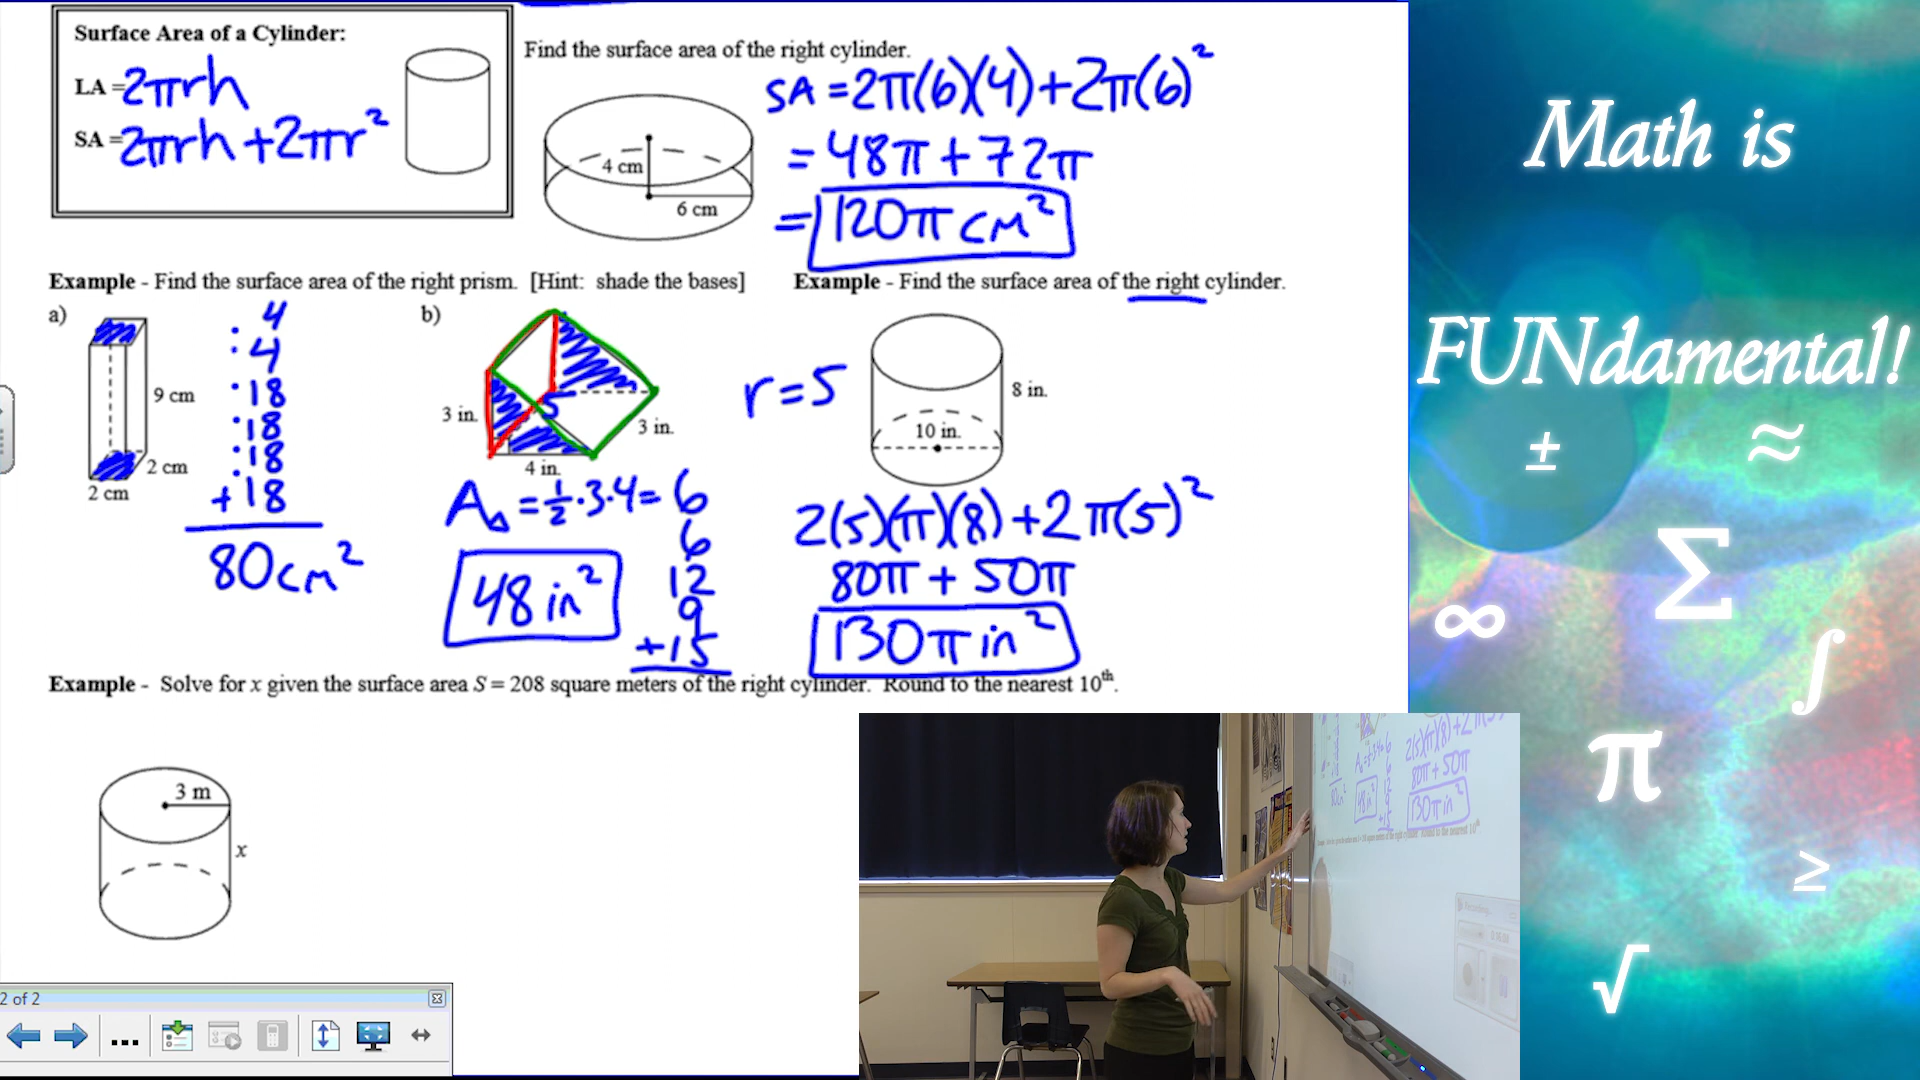 Surface Area of a Cylinder:
LA = 2πrh
SA = 2πrh + 2πr²
Find the surface area of the right cylinder.
4 cm
6 cm
SA = 2π(6)(4) + 2π(6)²
= 48π + 72π
= 120π cm²
Example - Find the surface area of the right prism. [Hint: shade the bases]
a)
9 cm
2 cm
2 cm
4
4
18
18
18
+18
80cm²
b)
3 in.
5
3 in.
4 in.
A△ = ½·3·4 = 6
6
12
9
+15
48 in²
Example - Find the surface area of the right cylinder.
r = 5
8 in.
10 in.
2(5)(π)(8) + 2π(5)²
80π + 50π
130π in²
Example - Solve for x given the surface area S = 208 square meters of the right cylinder. Round to the nearest 10th.
3 m
x
2 of 2
Math is
FUNdamental!
± ≈
Σ
∞
∫
π
≥
√